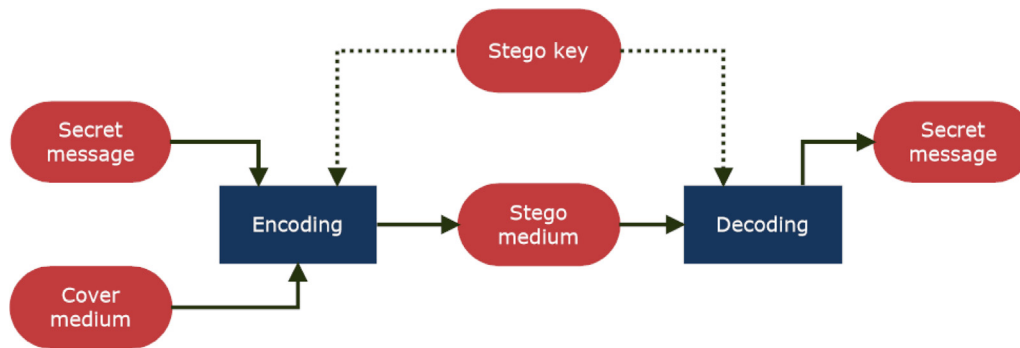 Stego key
Secret
message
Secret
message
Encoding
Stego
medium
Decoding
Cover
medium